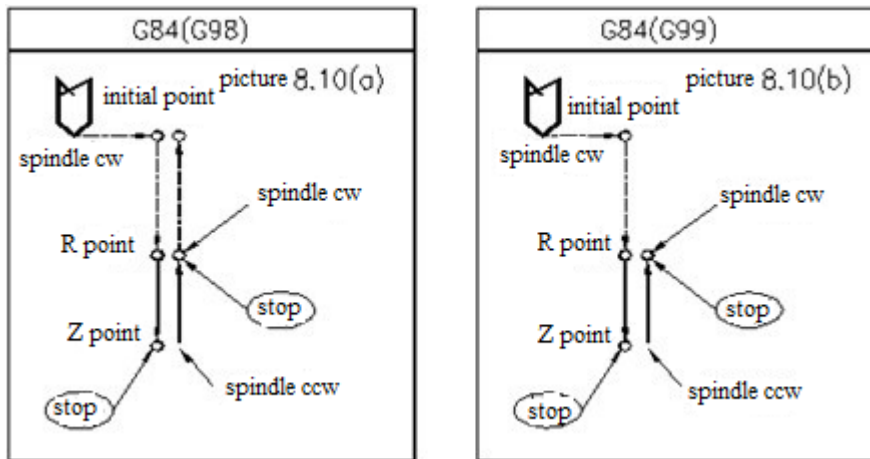 G84(G98)
picture 8.10(a)
initial point
spindle cw
spindle cw
R point
stop
Z point
spindle ccw
stop
G84(G99)
picture 8.10(b)
initial point
spindle cw
spindle cw
R point
stop
Z point
spindle ccw
stop